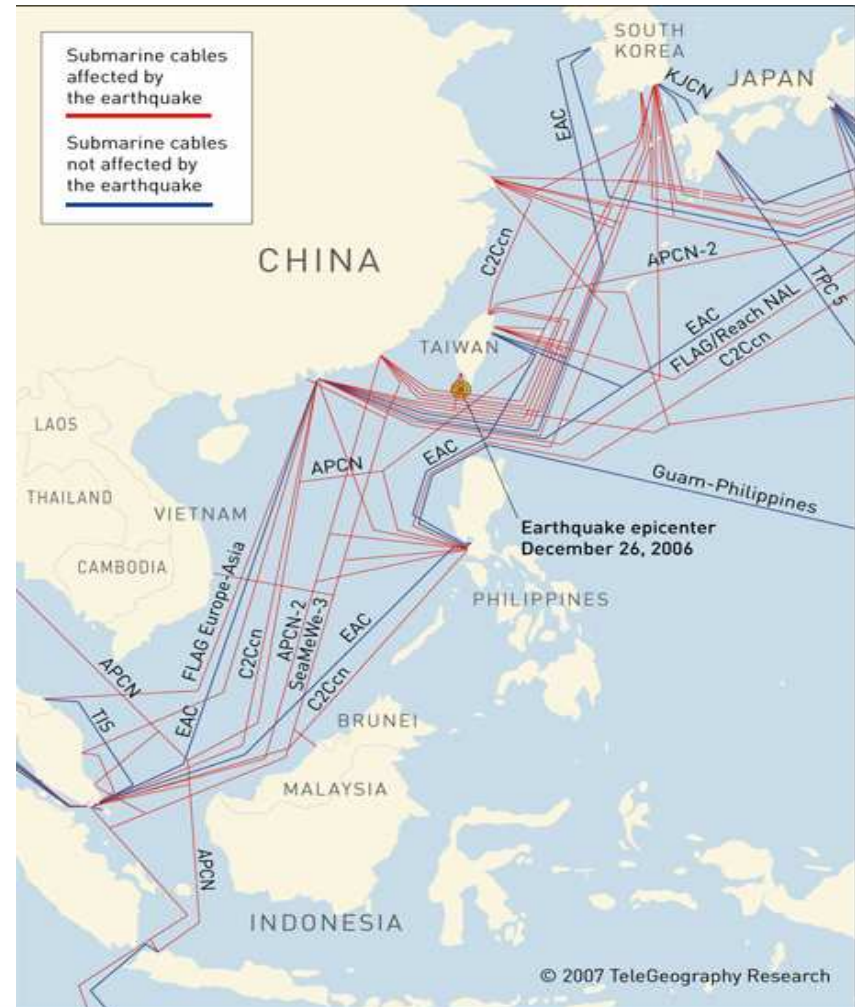 Submarine cables
affected by
the earthquake
Submarine cables
not affected by
the earthquake
SOUTH
KOREA
JAPAN
KJCN
EAC
CHINA
C2Ccn
APCN-2
TPC 5
EAC
FLAG/Reach NAL
C2Ccn
TAIWAN
LAOS
APCN
EAC
Guam-Philippines
THAILAND
VIETNAM
Earthquake epicenter
December 26, 2006
CAMBODIA
PHILIPPINES
FLAG Europe-Asia
C2Ccn
APCN-2
SeaMeWe-3
EAC
C2Ccn
APCN
TIS
EAC
BRUNEI
MALAYSIA
APCN
INDONESIA
© 2007 TeleGeography Research